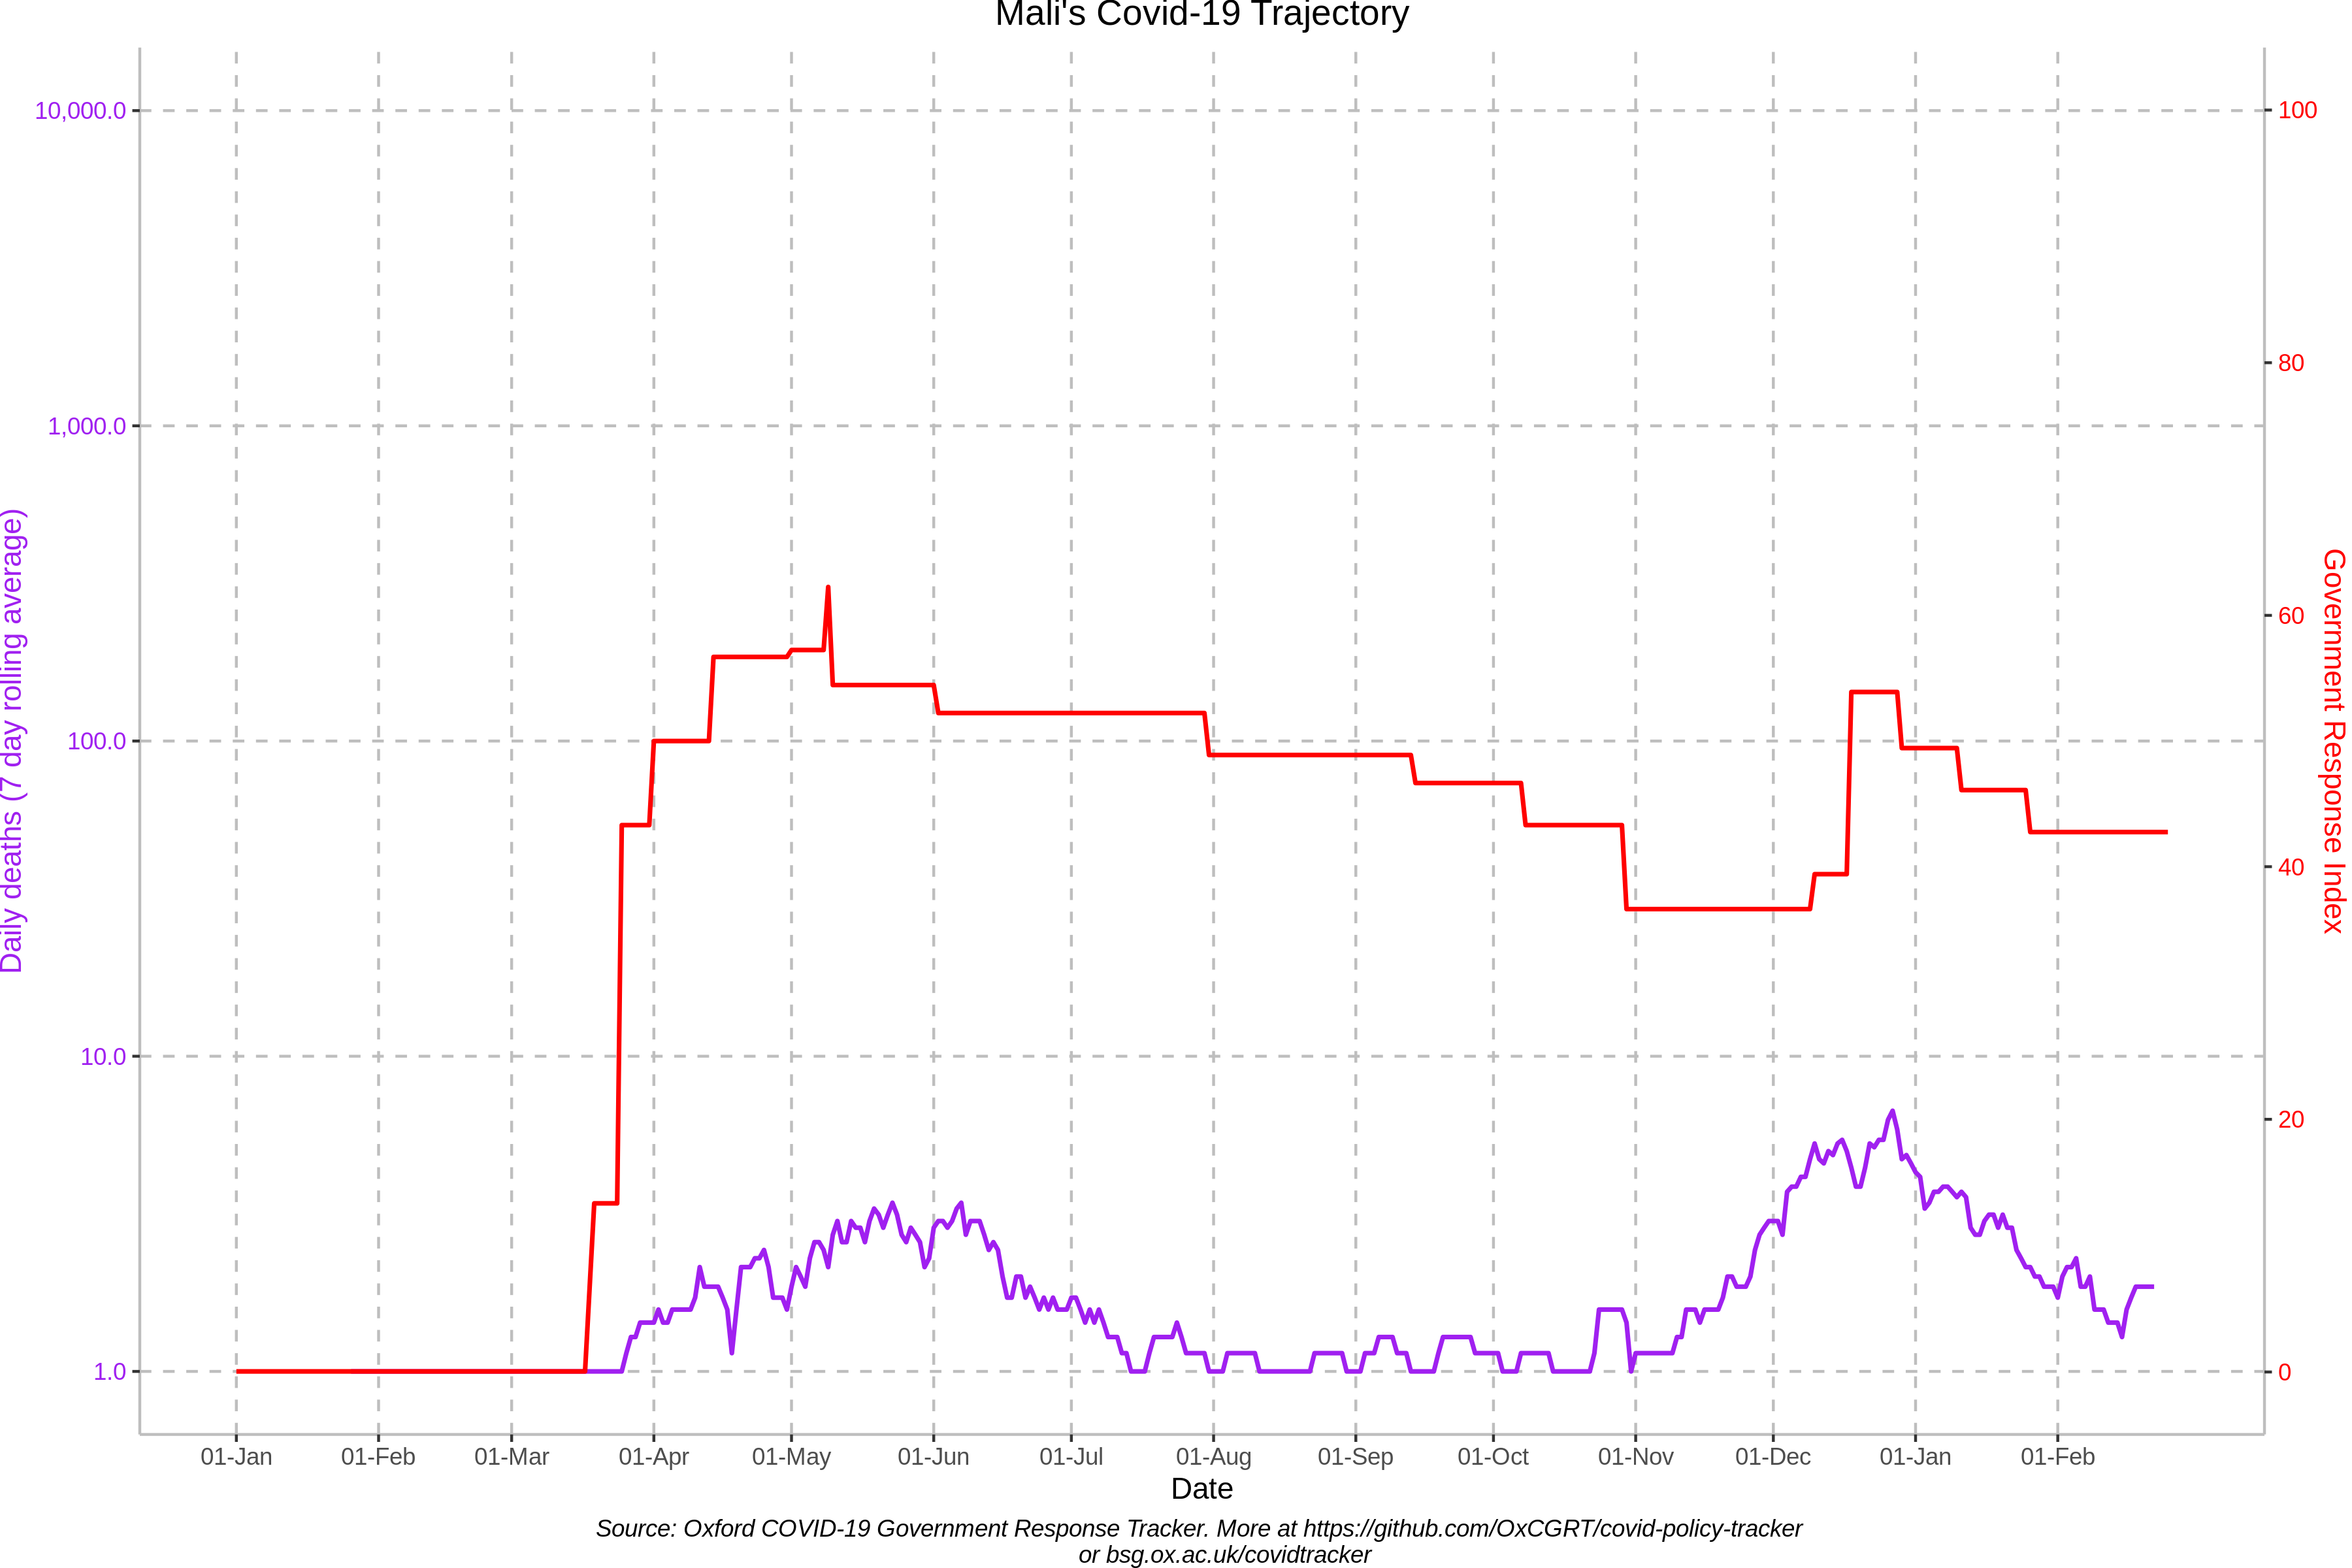 Mali's Covid-19 Trajectory
10,000.0
1,000.0
100.0
10.0
1.0
Daily deaths (7 day rolling average)
100
80
60
40
20
0
Government Response Index
01-Jan
01-Feb
01-Mar
01-Apr
01-May
01-Jun
01-Jul
01-Aug
01-Sep
01-Oct
01-Nov
01-Dec
01-Jan
01-Feb
Date
Source: Oxford COVID-19 Government Response Tracker. More at https://github.com/OxCGRT/covid-policy-tracker
or bsg.ox.ac.uk/covidtracker